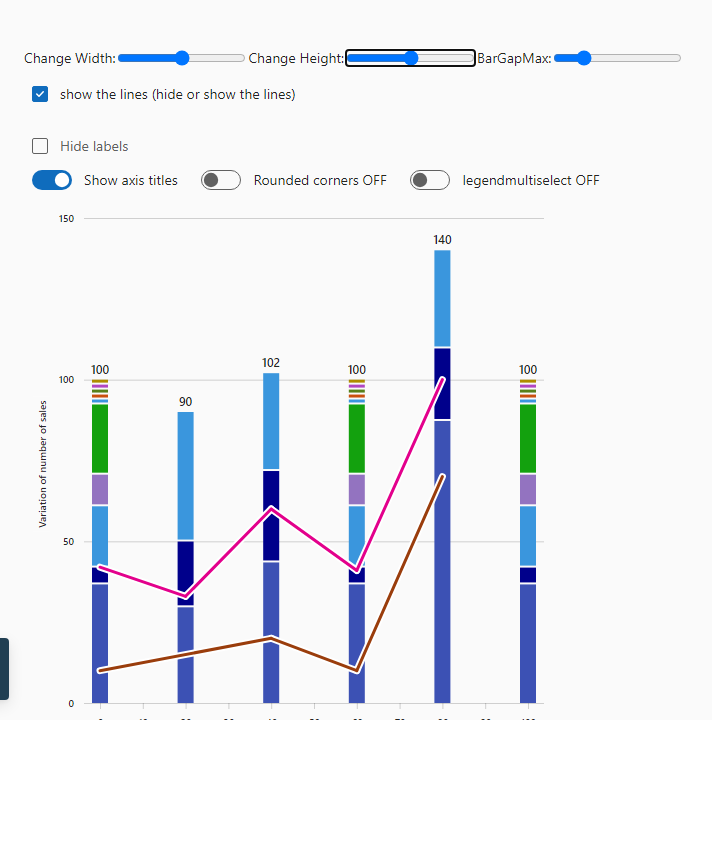 Change Width: Change Height: BarGapMax:
show the lines (hide or show the lines)
Hide labels
Show axis titles Rounded corners OFF legendmultiselect OFF
150
140
100 90 102 100 100
100
Variation of number of sales
50
0